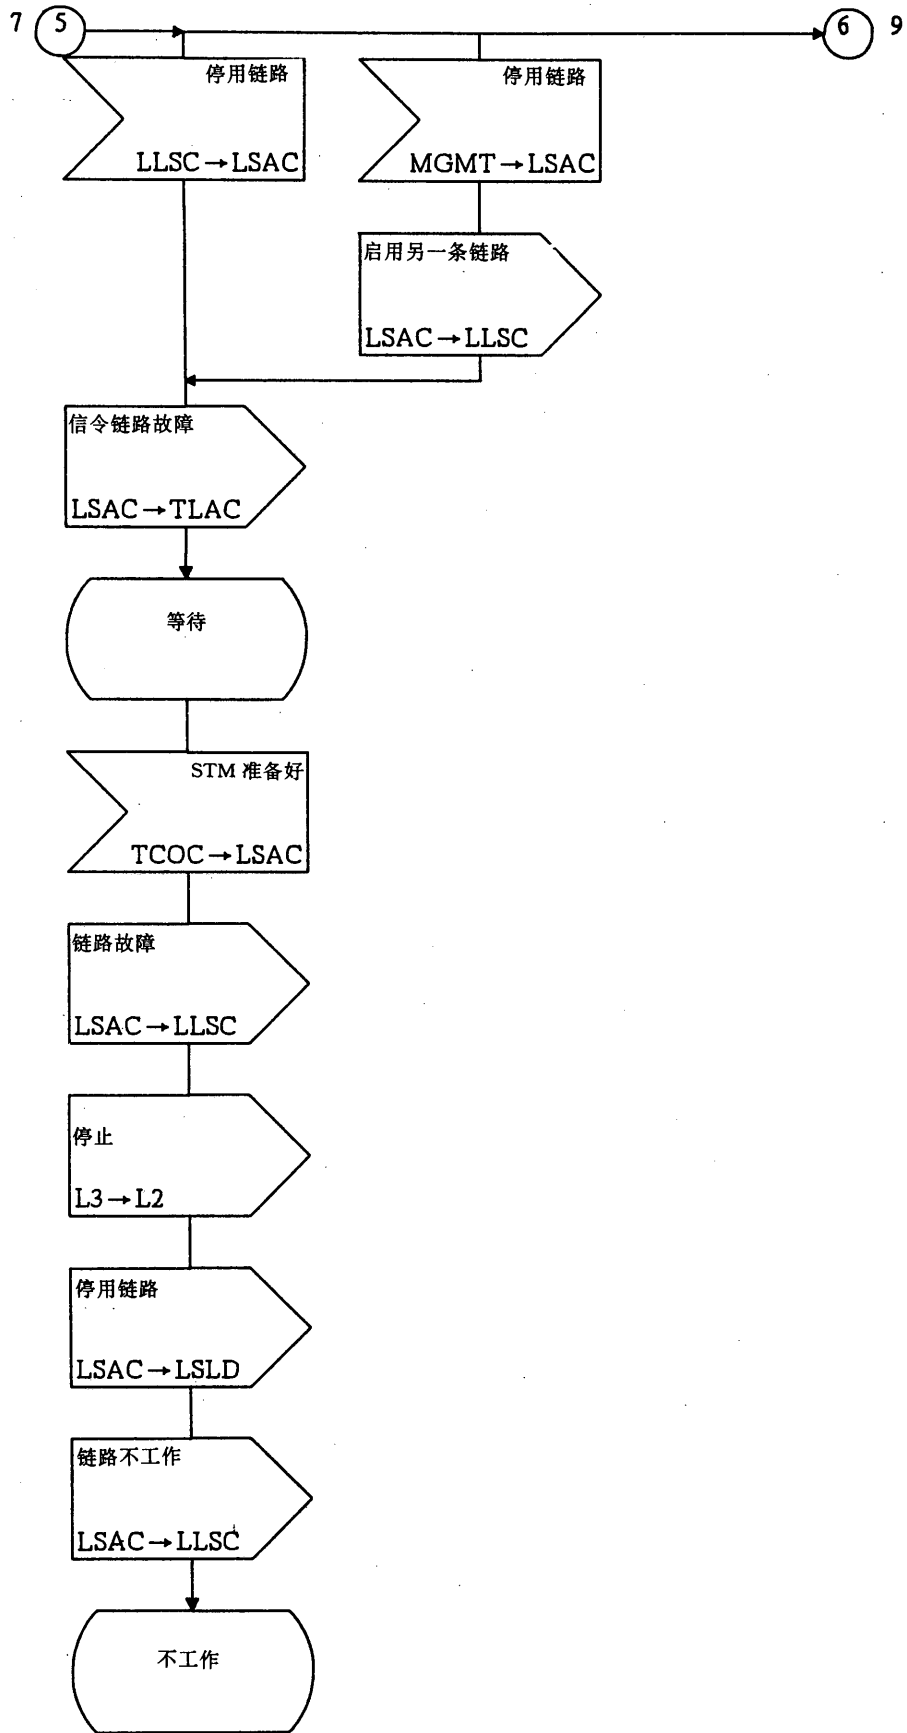 7 5 6 9
停用链路
LLSC→LSAC
停用链路
MGMT→LSAC
启用另一条链路
LSAC→LLSC
信令链路故障
LSAC→TLAC
等待
STM 准备好
TCOC→LSAC
链路故障
LSAC→LLSC
停止
L3→L2
停用链路
LSAC→LSLD
链路不工作
LSAC→LLSC
不工作